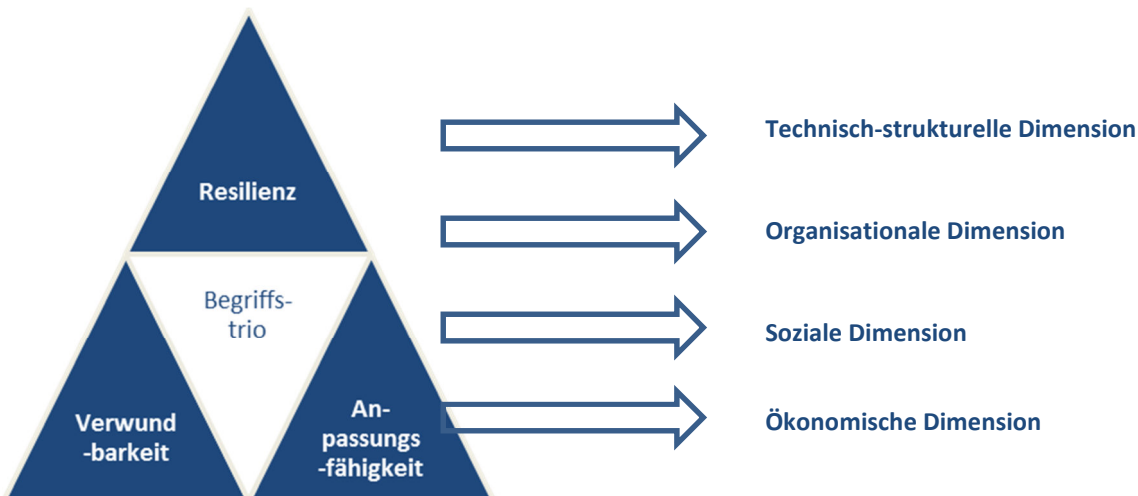 Resilienz
Begriffs-
trio
Verwund
-barkeit
An-
passungs
-fähigkeit
Technisch-strukturelle Dimension
Organisationale Dimension
Soziale Dimension
Ökonomische Dimension